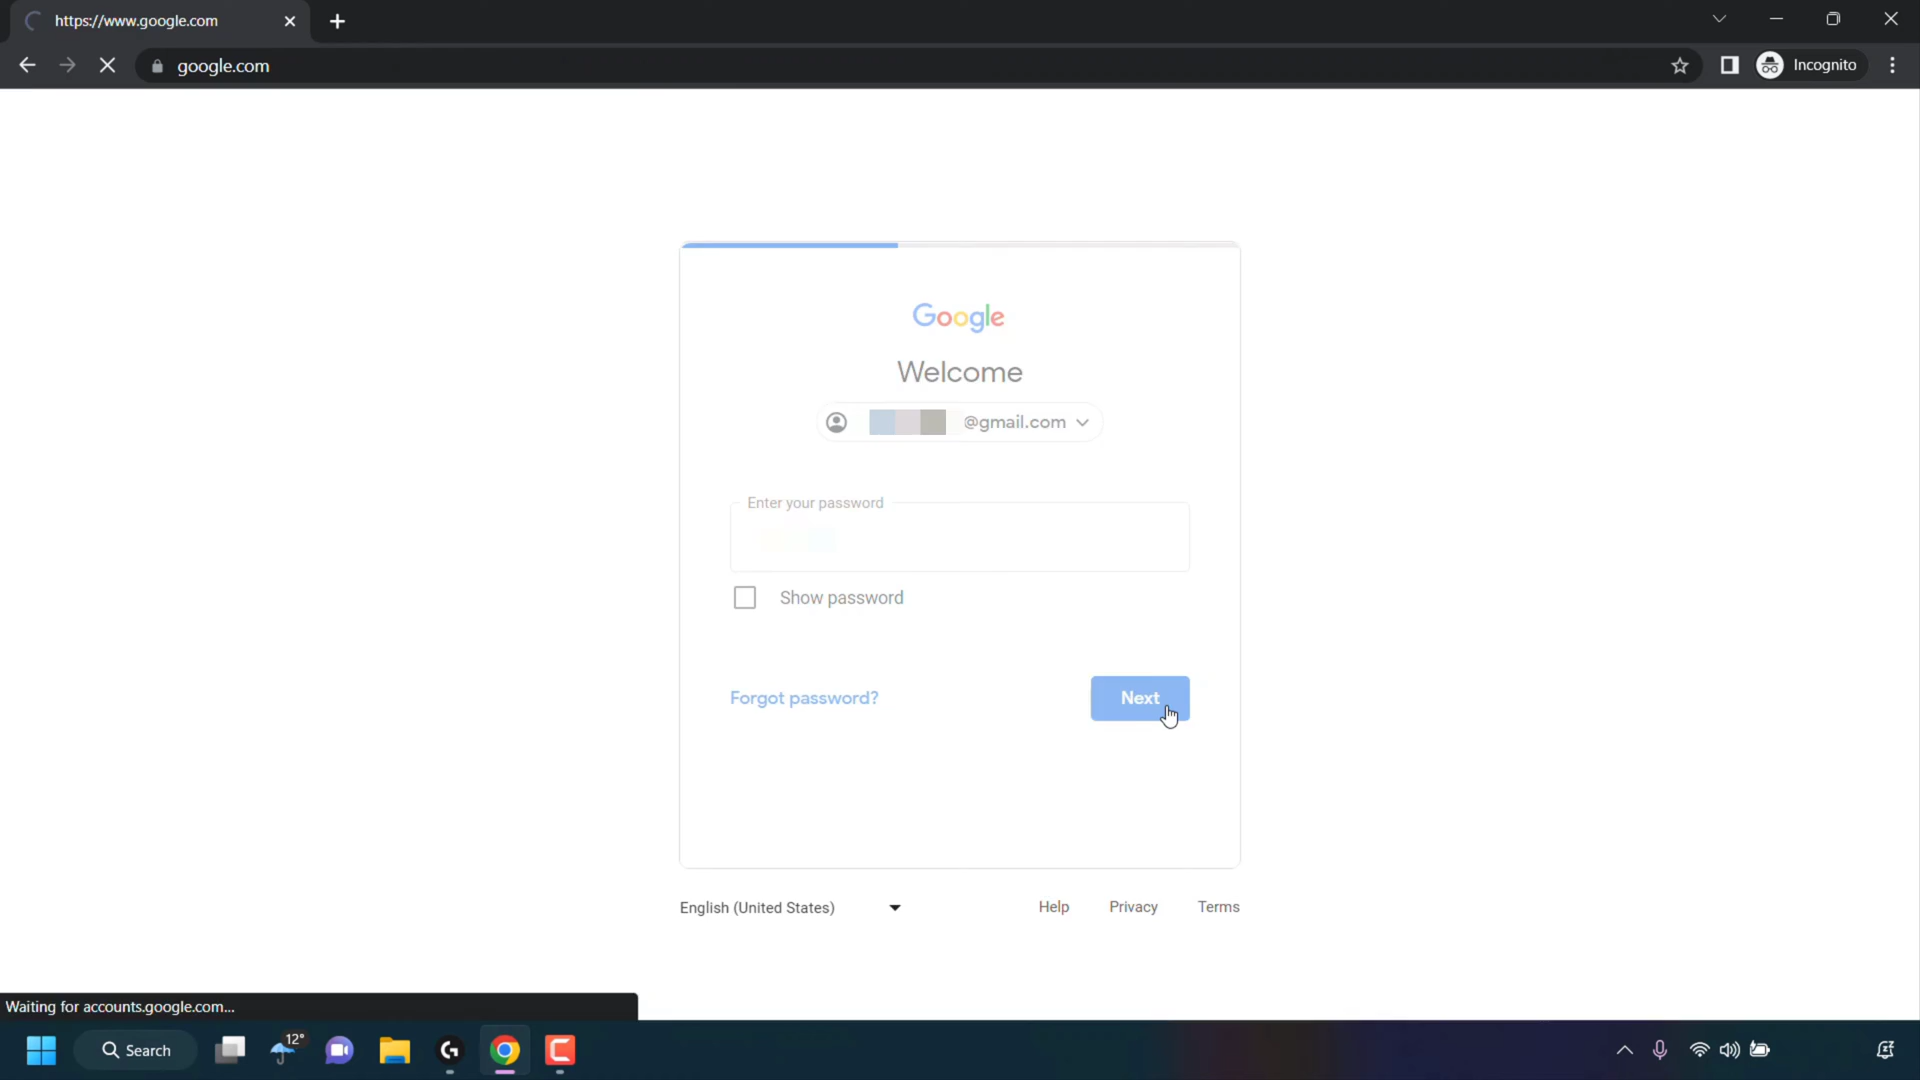 https://www.google.com
google.com
Incognito
Google
Welcome
@gmail.com
Enter your password
Show password
Forgot password?
Next
English (United States)
Help
Privacy
Terms
Waiting for accounts.google.com...
Search
12°